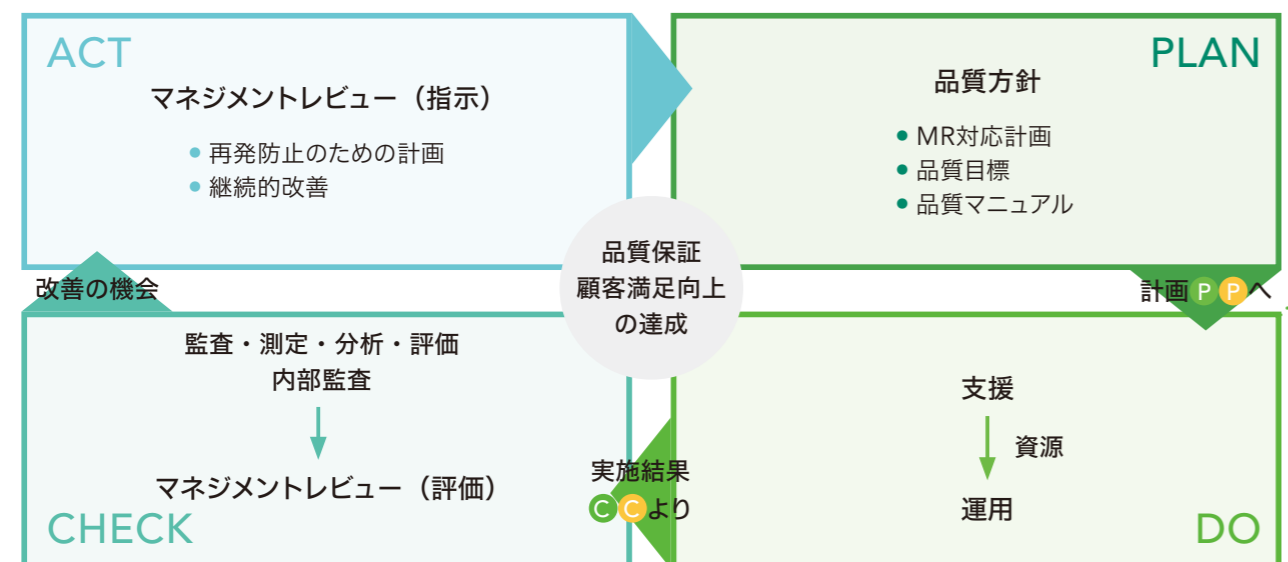 ACT
マネジメントレビュー（指示）
● 再発防止のための計画
● 継続的改善
PLAN
品質方針
● MR対応計画
● 品質目標
● 品質マニュアル
品質保証
顧客満足向上
の達成
改善の機会
計画 P P へ
監査・測定・分析・評価
内部監査
マネジメントレビュー（評価）
CHECK
実施結果
C C より
支援
資源
運用
DO